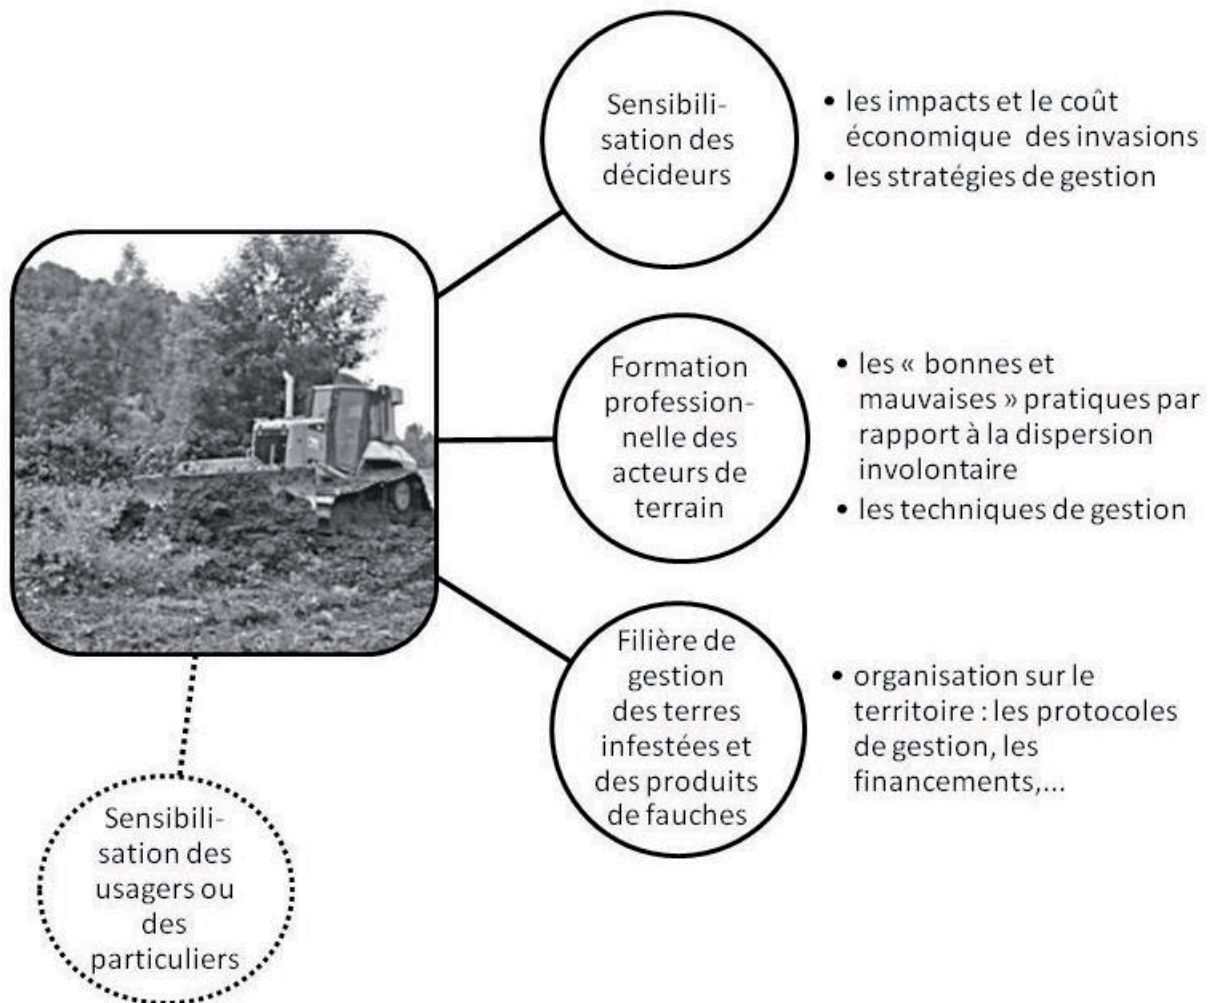 Sensibili-
sation des
décideurs
• les impacts et le coût
économique des invasions
• les stratégies de gestion
Formation
profession-
nelle des
acteurs de
terrain
• les « bonnes et
mauvaises » pratiques par
rapport à la dispersion
involontaire
• les techniques de gestion
Filière de
gestion
des terres
infestées et
des produits
de fauches
• organisation sur le
territoire : les protocoles
de gestion, les
financements,...
Sensibili-
sation des
usagers ou
des
particuliers